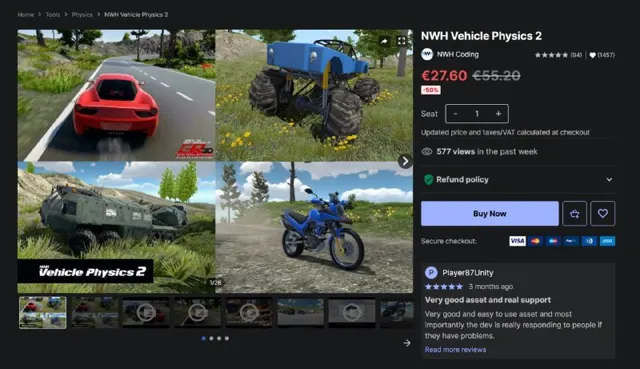 Home > Tools > Physics > NWH Vehicle Physics 2
NWH Vehicle Physics 2
NWH Coding
(94) | (1457)
€27.60 €55.20
-50%
Seat - 1 +
Updated price and taxes/VAT calculated at checkout
577 views in the past week
Refund policy
Buy Now
Secure checkout: VISA
NWH
Vehicle Physics 2
1/26
P Player87Unity
3 months ago.
Very good asset and real support
Very good and easy to use asset and most
importantly the dev is really responding to people if
they have problems.
Read more reviews